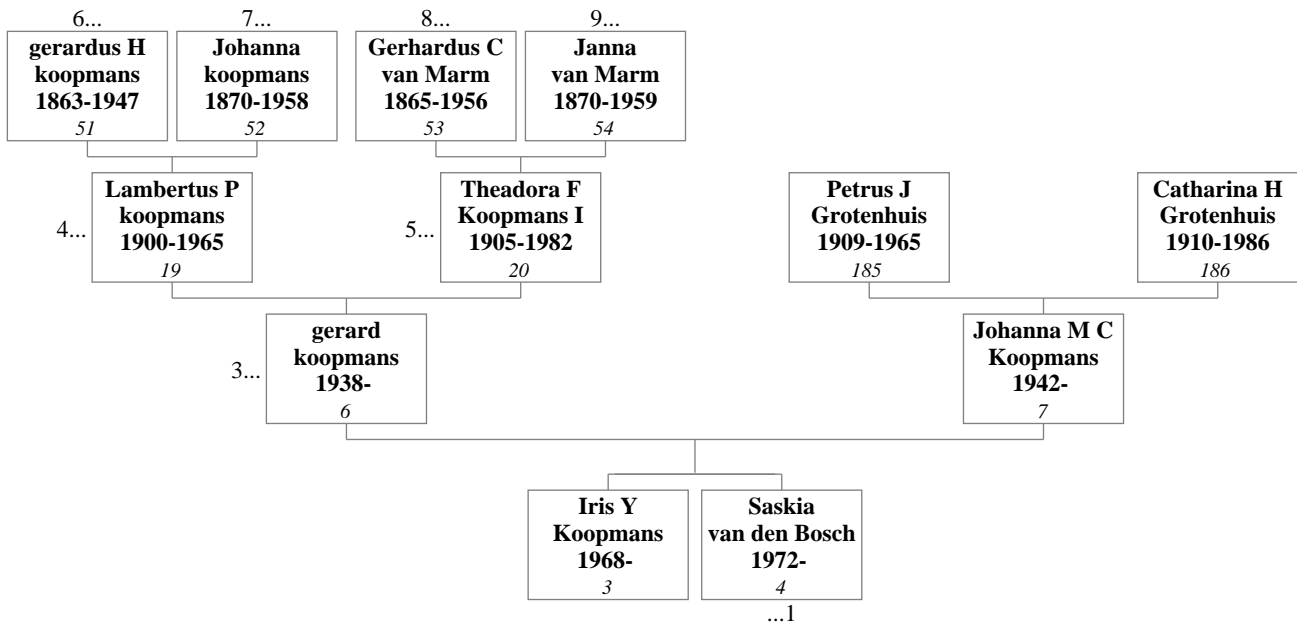 6...
7...
8...
9...
gerardus H
koopmans
1863-1947
51
Johanna
koopmans
1870-1958
52
Gerhardus C
van Marm
1865-1956
53
Janna
van Marm
1870-1959
54
4...
Lambertus P
koopmans
1900-1965
19
5...
Theadora F
Koopmans I
1905-1982
20
Petrus J
Grotenhuis
1909-1965
185
Catharina H
Grotenhuis
1910-1986
186
3...
gerard
koopmans
1938-
6
Johanna M C
Koopmans
1942-
7
Iris Y
Koopmans
1968-
3
Saskia
van den Bosch
1972-
4
...1